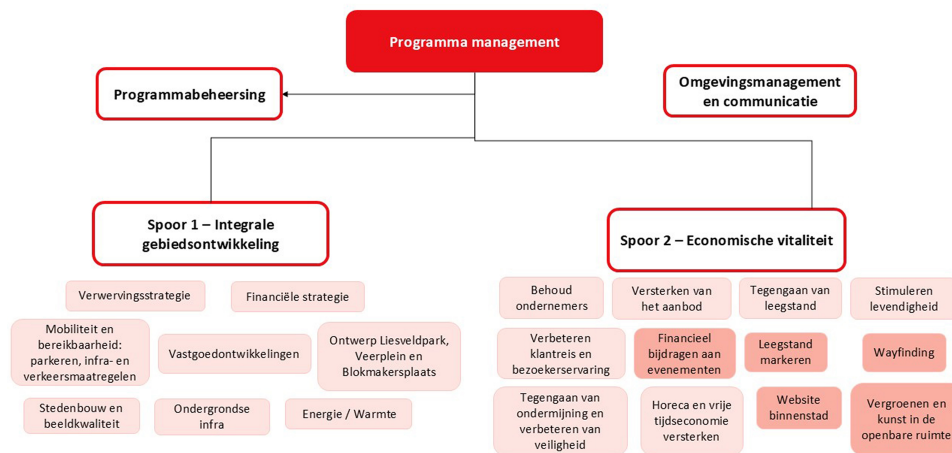 Programma management
Programmabeheersing
Omgevingsmanagement
en communicatie
Spoor 1 – Integrale
gebiedsontwikkeling
Verwervingsstrategie
Financiële strategie
Mobiliteit en
bereikbaarheid:
parkeren, infra- en
verkeersmaatregelen
Vastgoedontwikkelingen
Ontwerp Liesveldpark,
Veerplein en
Blokmakersplaats
Stedenbouw en
beeldkwaliteit
Ondergrondse
infra
Energie / Warmte
Spoor 2 – Economische vitaliteit
Behoud
ondernemers
Versterken van
het aanbod
Tegengaan van
leegstand
Stimuleren
levendigheid
Verbeteren
klantreis en
bezoekerservaring
Financieel
bijdragen aan
evenementen
Leegstand
markeren
Wayfinding
Tegengaan van
ondermijning en
verbeteren van
veiligheid
Horeca en vrije
tijdseconomie
versterken
Website
binnenstad
Vergroenen en
kunst in de
openbare ruimte